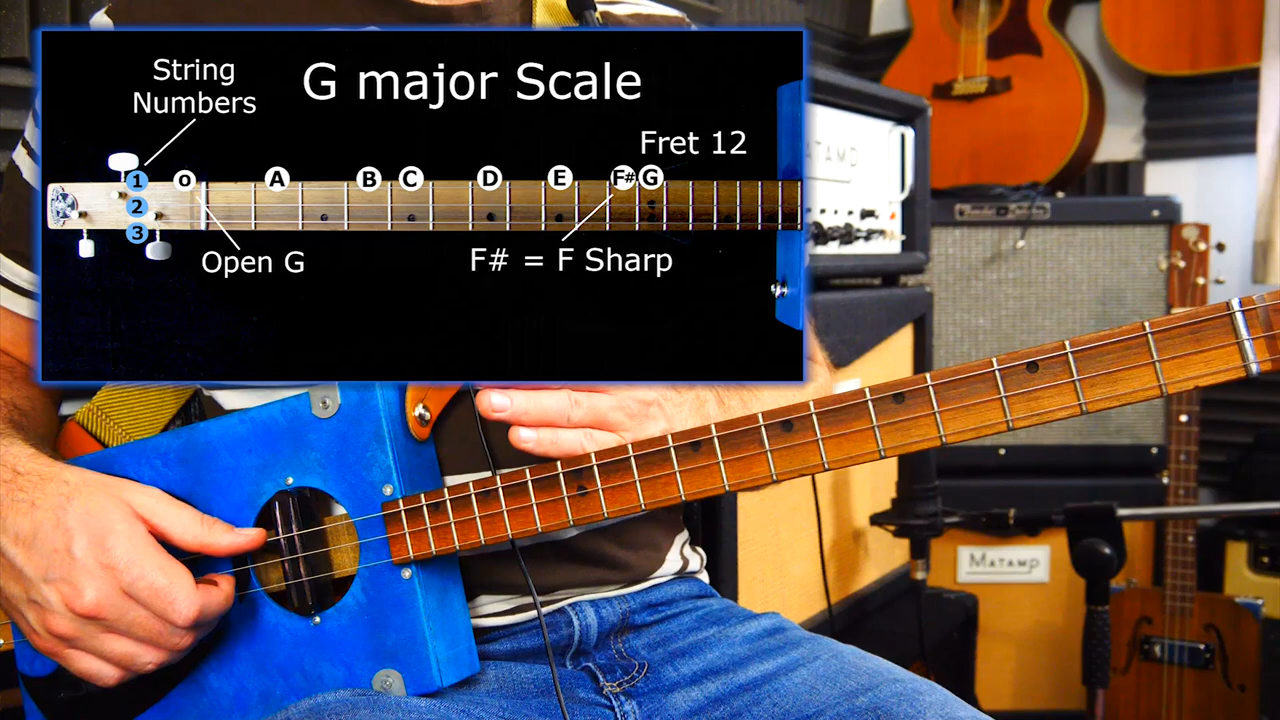 String
Numbers
G major Scale
Fret 12
1
O
A
B
C
D
E
F#
G
2
3
Open G
F# = F Sharp
MATAMP
MATAMP